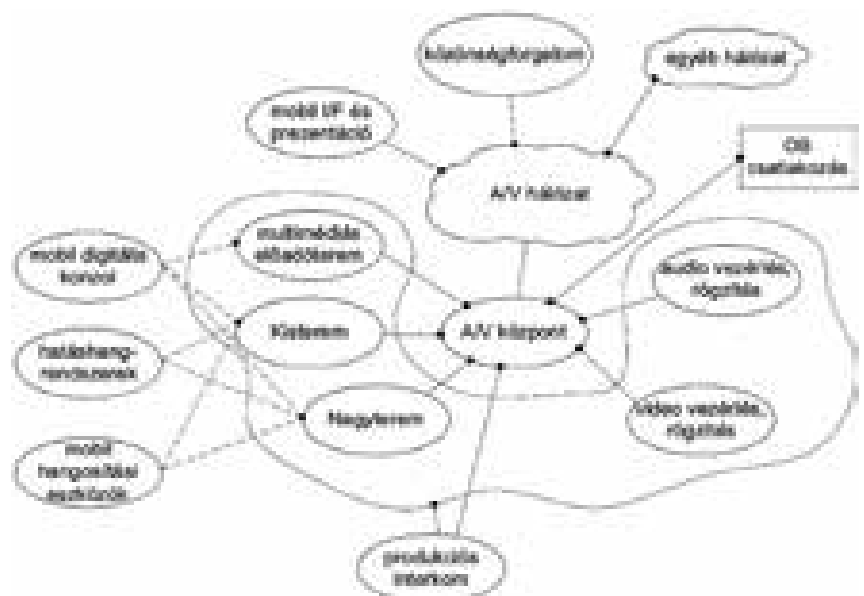 közönségforgalom
egyéb hálózat
mobil I/F és
prezentáció
OB
csatlakozás
A/V hálózat
multimédiás
előadóterem
mobil digitális
konzol
audio vezérlés,
rögzítés
Kisterem
A/V központ
hatáshang-
rendszerek
Nagyterem
video vezérlés,
rögzítés
mobil
hangosítási
eszközök
produkciós
interkom